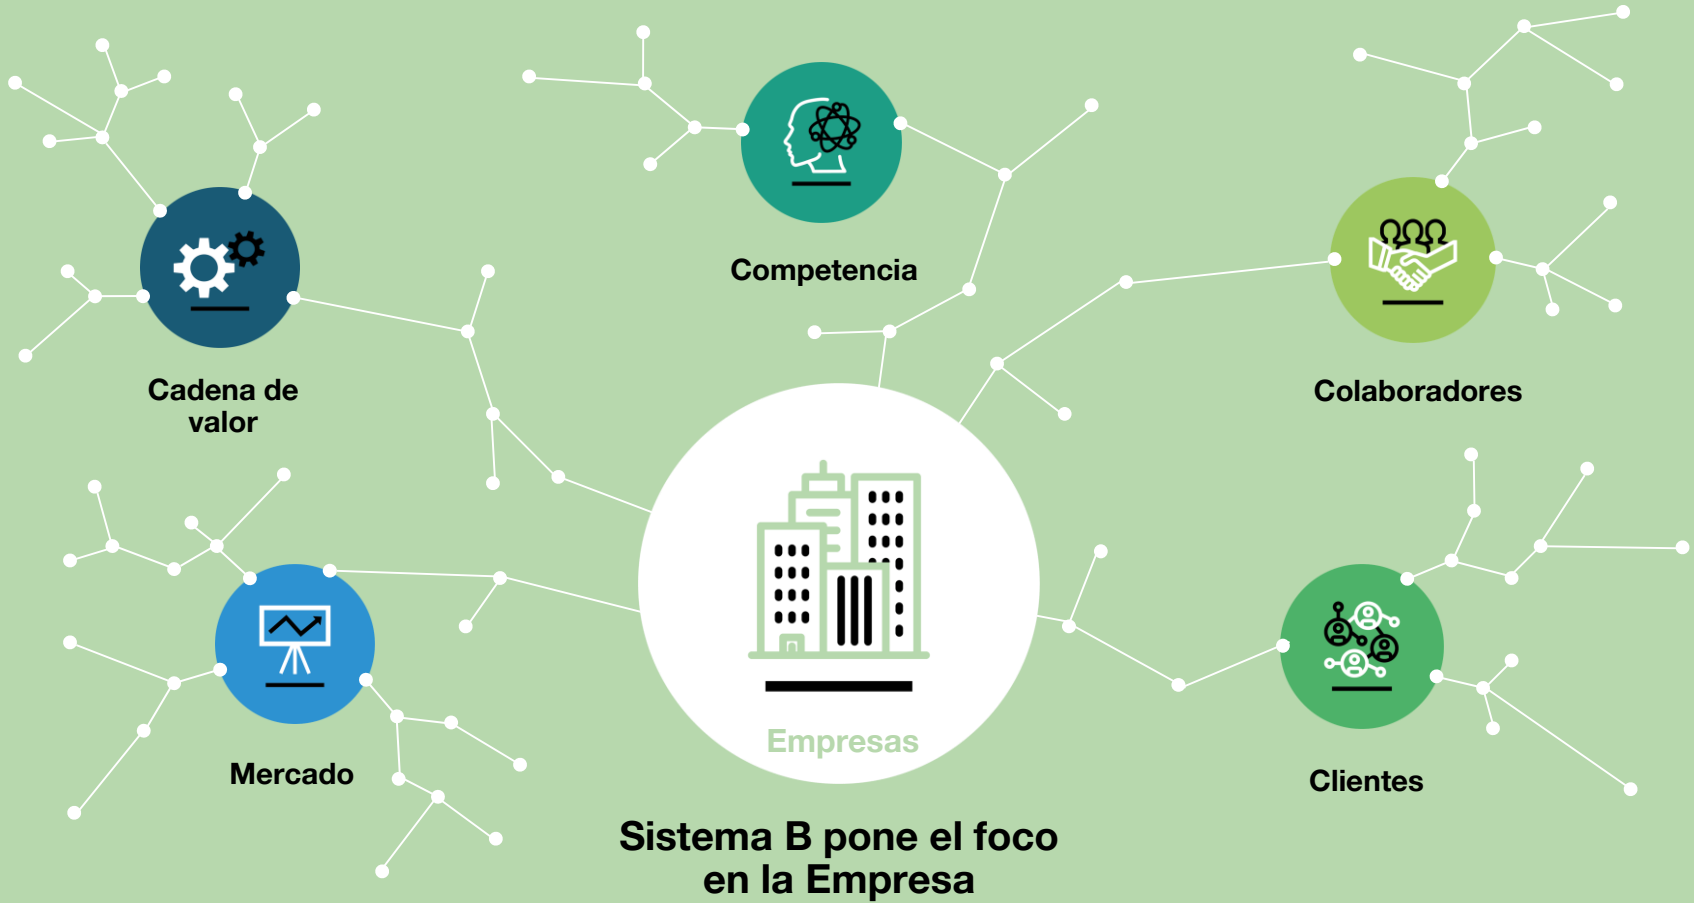 Competencia
Cadena de
valor
Colaboradores
Empresas
Mercado
Clientes
Sistema B pone el foco
en la Empresa